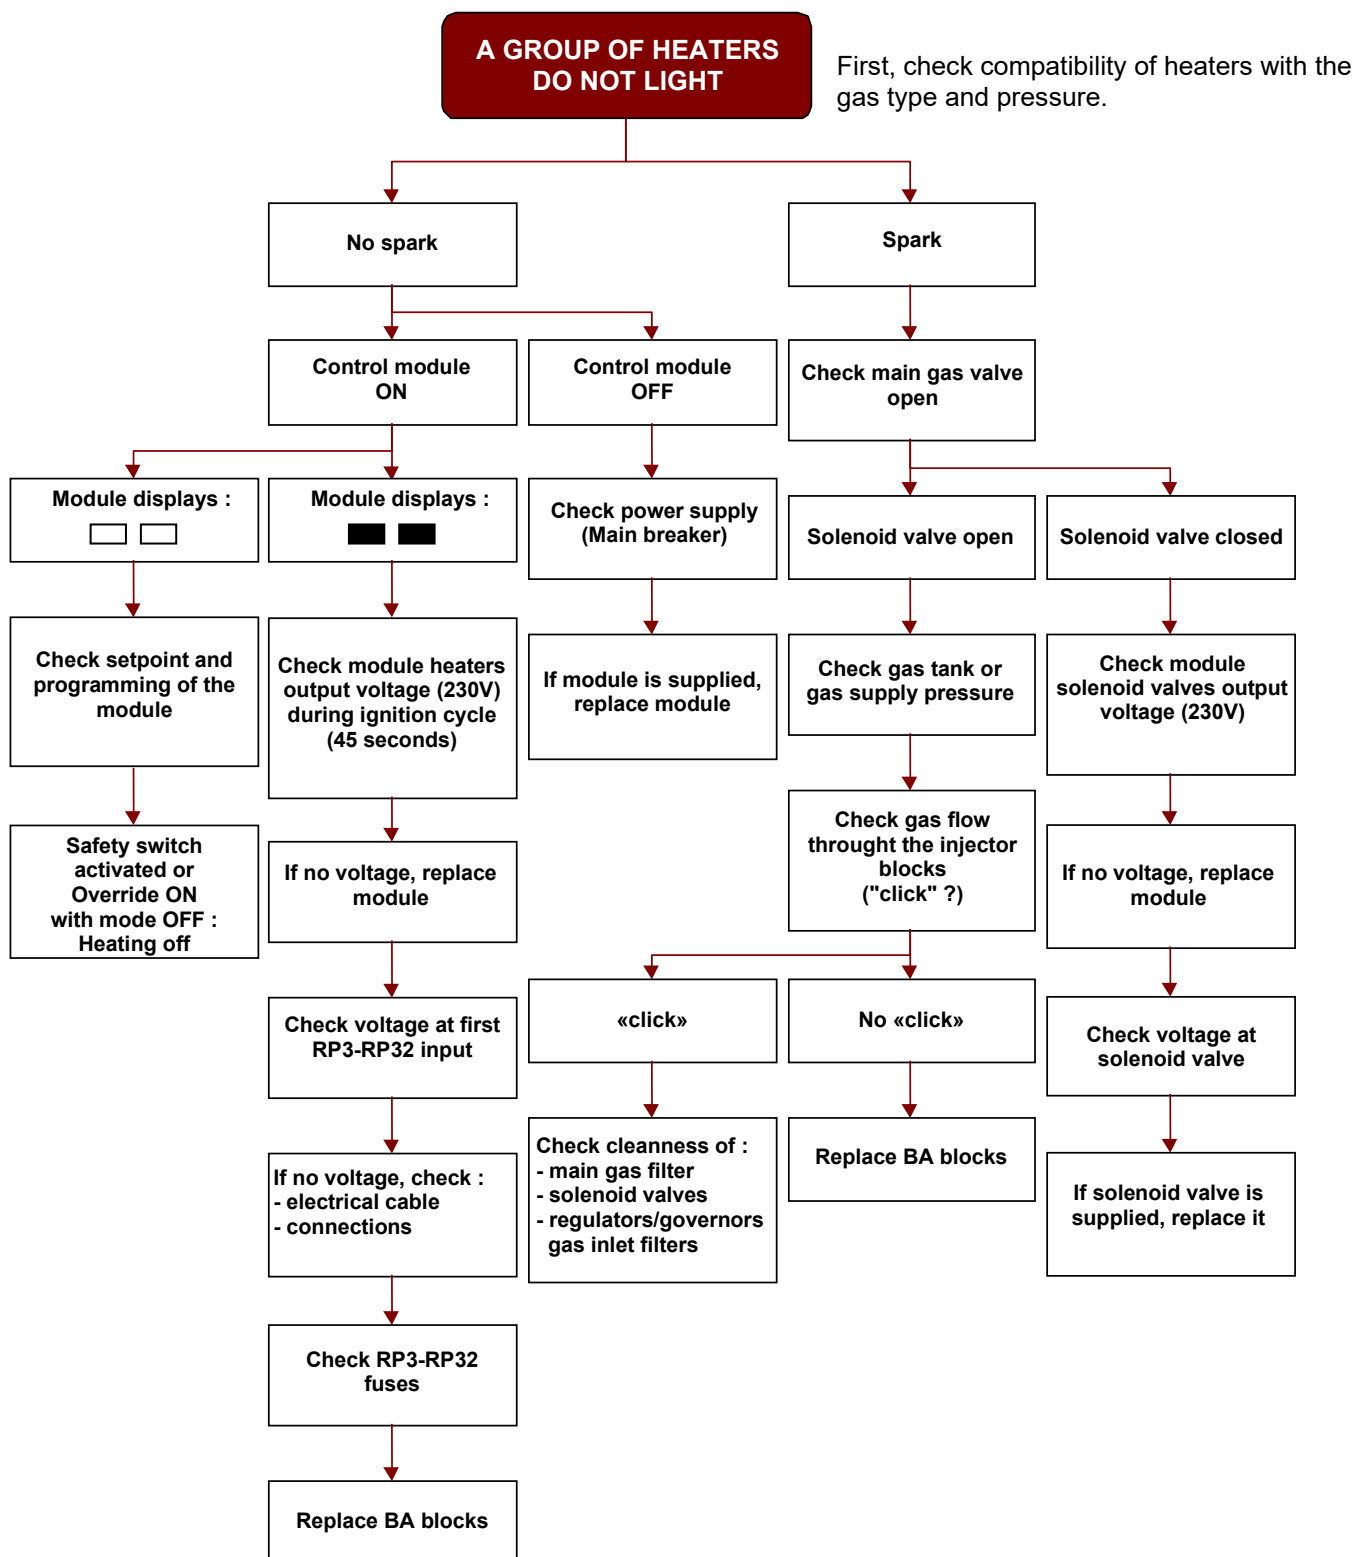 A GROUP OF HEATERS
DO NOT LIGHT
First, check compatibility of heaters with the
gas type and pressure.
No spark
Spark
Control module
ON
Control module
OFF
Check main gas valve
open
Module displays :
Module displays :
Check power supply
(Main breaker)
Solenoid valve open
Solenoid valve closed
Check setpoint and
programming of the
module
Check module heaters
output voltage (230V)
during ignition cycle
(45 seconds)
If module is supplied,
replace module
Check gas tank or
gas supply pressure
Check module
solenoid valves output
voltage (230V)
Safety switch
activated or
Override ON
with mode OFF :
Heating off
If no voltage, replace
module
Check gas flow
throught the injector
blocks
("click" ?)
If no voltage, replace
module
Check voltage at first
RP3-RP32 input
«click»
No «click»
Check voltage at
solenoid valve
If no voltage, check :
- electrical cable
- connections
Check cleanness of :
- main gas filter
- solenoid valves
- regulators/governors
gas inlet filters
Replace BA blocks
If solenoid valve is
supplied, replace it
Check RP3-RP32
fuses
Replace BA blocks